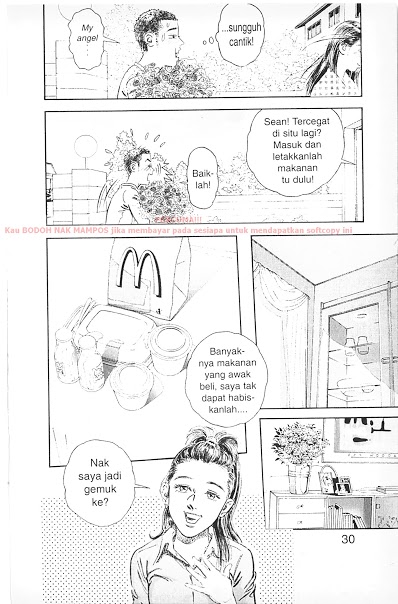 My
angel
...sungguh
cantik!
Sean! Tercegat
di situ lagi?
Masuk dan
letakkanlah
makanan
tu dulu!
Baik-
lah!
Kau BODOH NAK MAMPOS jika membayar pada sesiapa untuk mendapatkan softcopy ini
Banyak-
nya makanan
yang awak
beli, saya tak
dapat habis-
kanlah....
Nak
saya jadi
gemuk
ke?
30